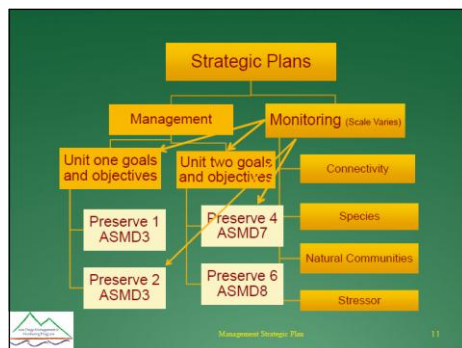 Strategic Plans
Management
Monitoring (Scale Varies)
Unit one goals
and objectives
Unit two goals
and objectives
Connectivity
Preserve 1
ASMD3
Preserve 4
ASMD7
Species
Natural Communities
Preserve 2
ASMD3
Preserve 6
ASMD8
Stressor
Management Strategic Plan
11